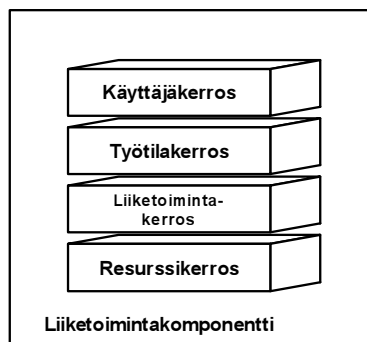 Käyttäjäkerros
Työtilakerros
Liiketoiminta-
kerros
Resurssikerros
Liiketoimintakomponentti